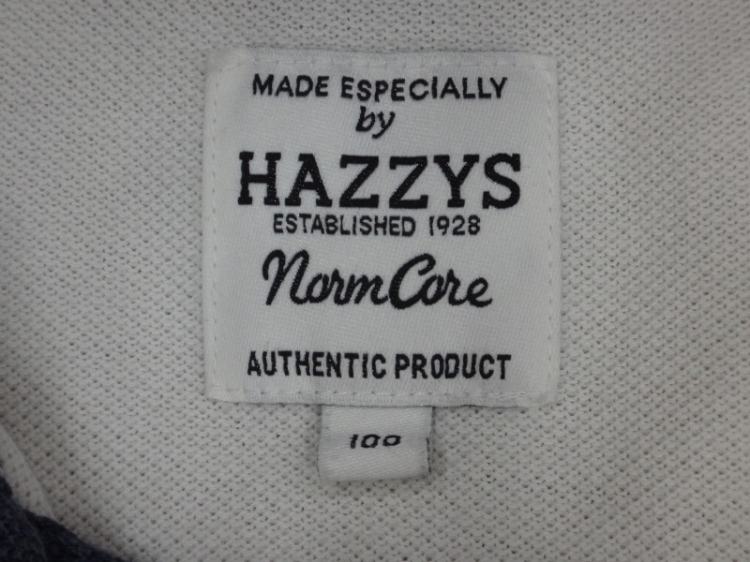 MADE ESPECIALLY
by
HAZZYS
ESTABLISHED 1928
NormCore
AUTHENTIC PRODUCT
100